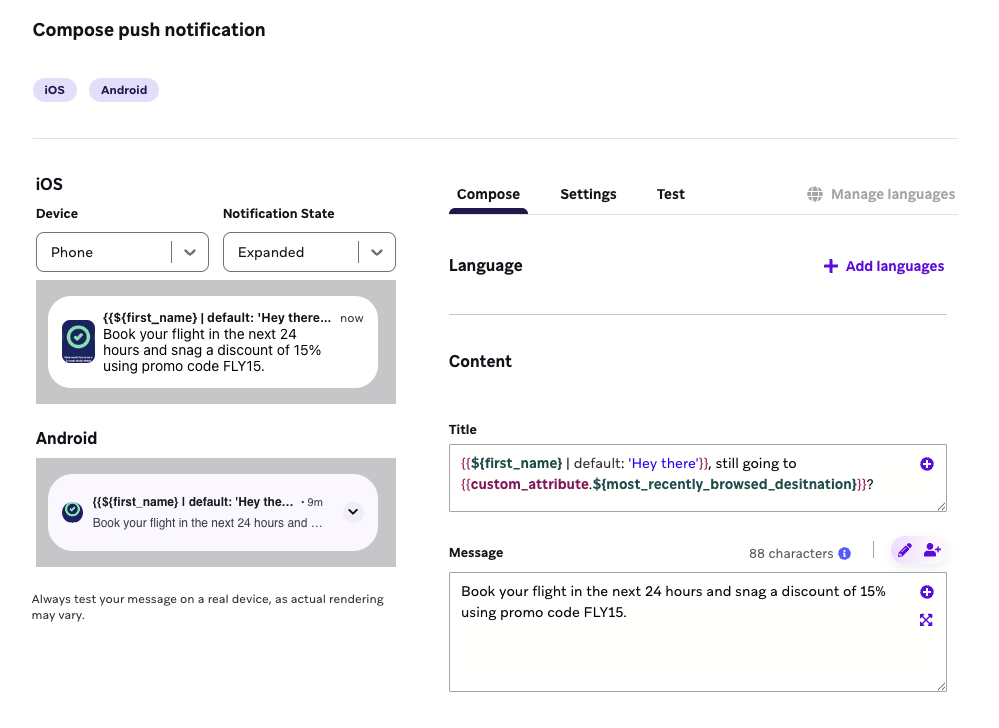 Compose push notification
iOS
Android
iOS
Device
Notification State
Phone
Expanded
{{${first_name} | default: 'Hey there...
now
Book your flight in the next 24
hours and snag a discount of 15%
using promo code FLY15.
Android
{{${first_name} | default: 'Hey the...
• 9m
Book your flight in the next 24 hours and ...
Always test your message on a real device, as actual rendering
may vary.
Compose
Settings
Test
Manage languages
Language
Add languages
Content
Title
{{${first_name} | default: 'Hey there'}}, still going to
{{custom_attribute.${most_recently_browsed_desitnation}}}?
Message
88 characters
Book your flight in the next 24 hours and snag a discount of 15%
using promo code FLY15.